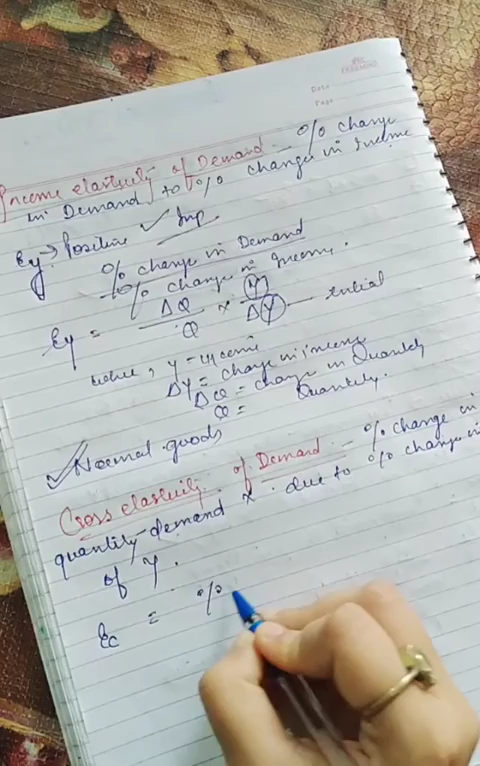 Date
Page
Income elasticity of Demand - % change
in Demand to % change in Income
Ey → Positive ✓ Imp
% change in Demand
% change in Income.
Ey = ΔQ/Q × Y/ΔY
where, y = income
ΔY = change in income
ΔQ = change in Quantity
Q = Quantity.
✓ Normal goods
Cross elasticity of Demand - % change in
quantity demand x due to % change in
of Y.
Ec = %